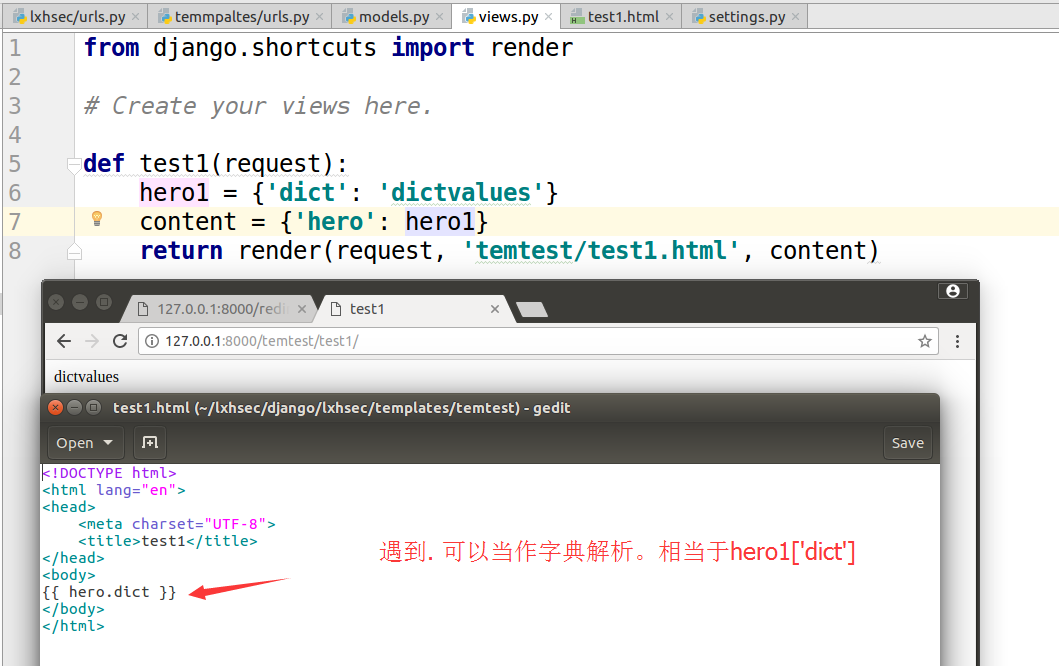 lxhsec/urls.py
temmpaltes/urls.py
models.py
views.py
test1.html
settings.py
1 from django.shortcuts import render
2
3 # Create your views here.
4
5 def test1(request):
6 hero1 = {'dict': 'dictvalues'}
7 content = {'hero': hero1}
8 return render(request, 'temtest/test1.html', content)
127.0.0.1:8000/redi
test1
127.0.0.1:8000/temtest/test1/
dictvalues
test1.html (~/lxhsec/django/lxhsec/templates/temtest) - gedit
Open
Save
<!DOCTYPE html>
<html lang="en">
<head>
<meta charset="UTF-8">
<title>test1</title>
</head>
<body>
{{ hero.dict }}
</body>
</html>
遇到. 可以当作字典解析。相当于hero1['dict']